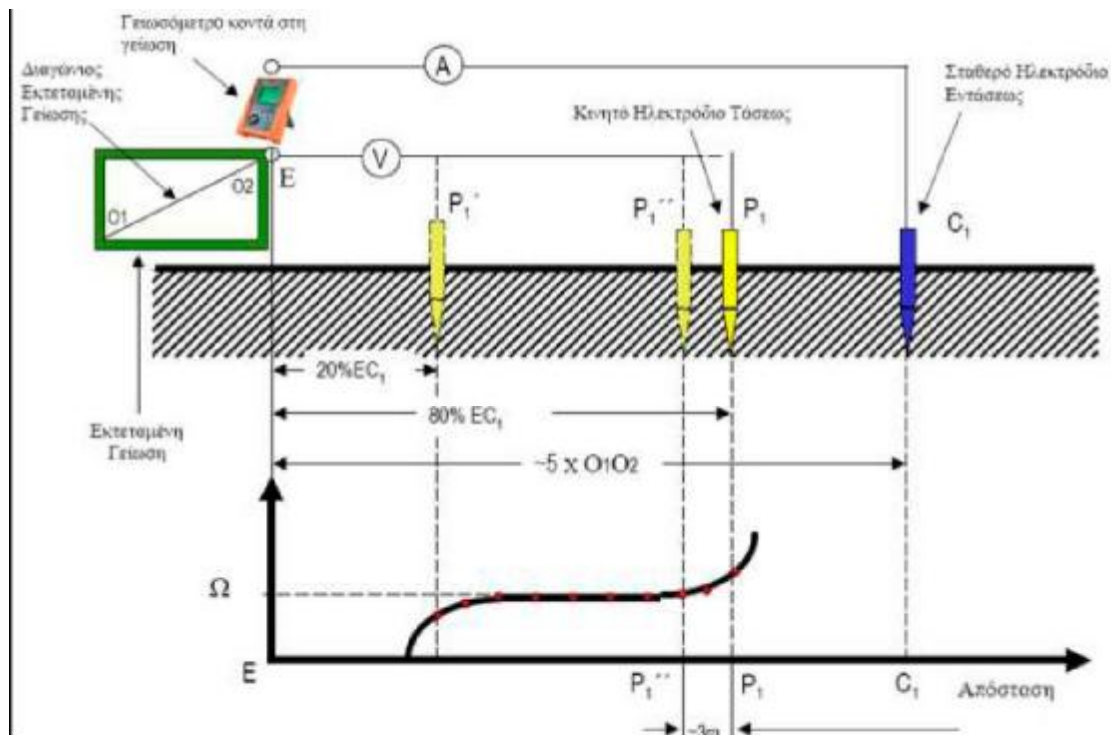 Γειωσόμετρο κοντά στη
γείωση
Διαγώνιος
Εκτεταμένης
Γείωσης
A
Σταθερό Ηλεκτρόδιο
Εντάσεως
Κινητό Ηλεκτρόδιο Τάσεως
V
E
O2
O1
P₁΄
P₁΄΄
P₁
C₁
20%EC₁
80% EC₁
Εκτεταμένη
Γείωση
~5 x O1O2
Ω
E
P₁΄΄
P₁
C₁
Απόσταση
~3m